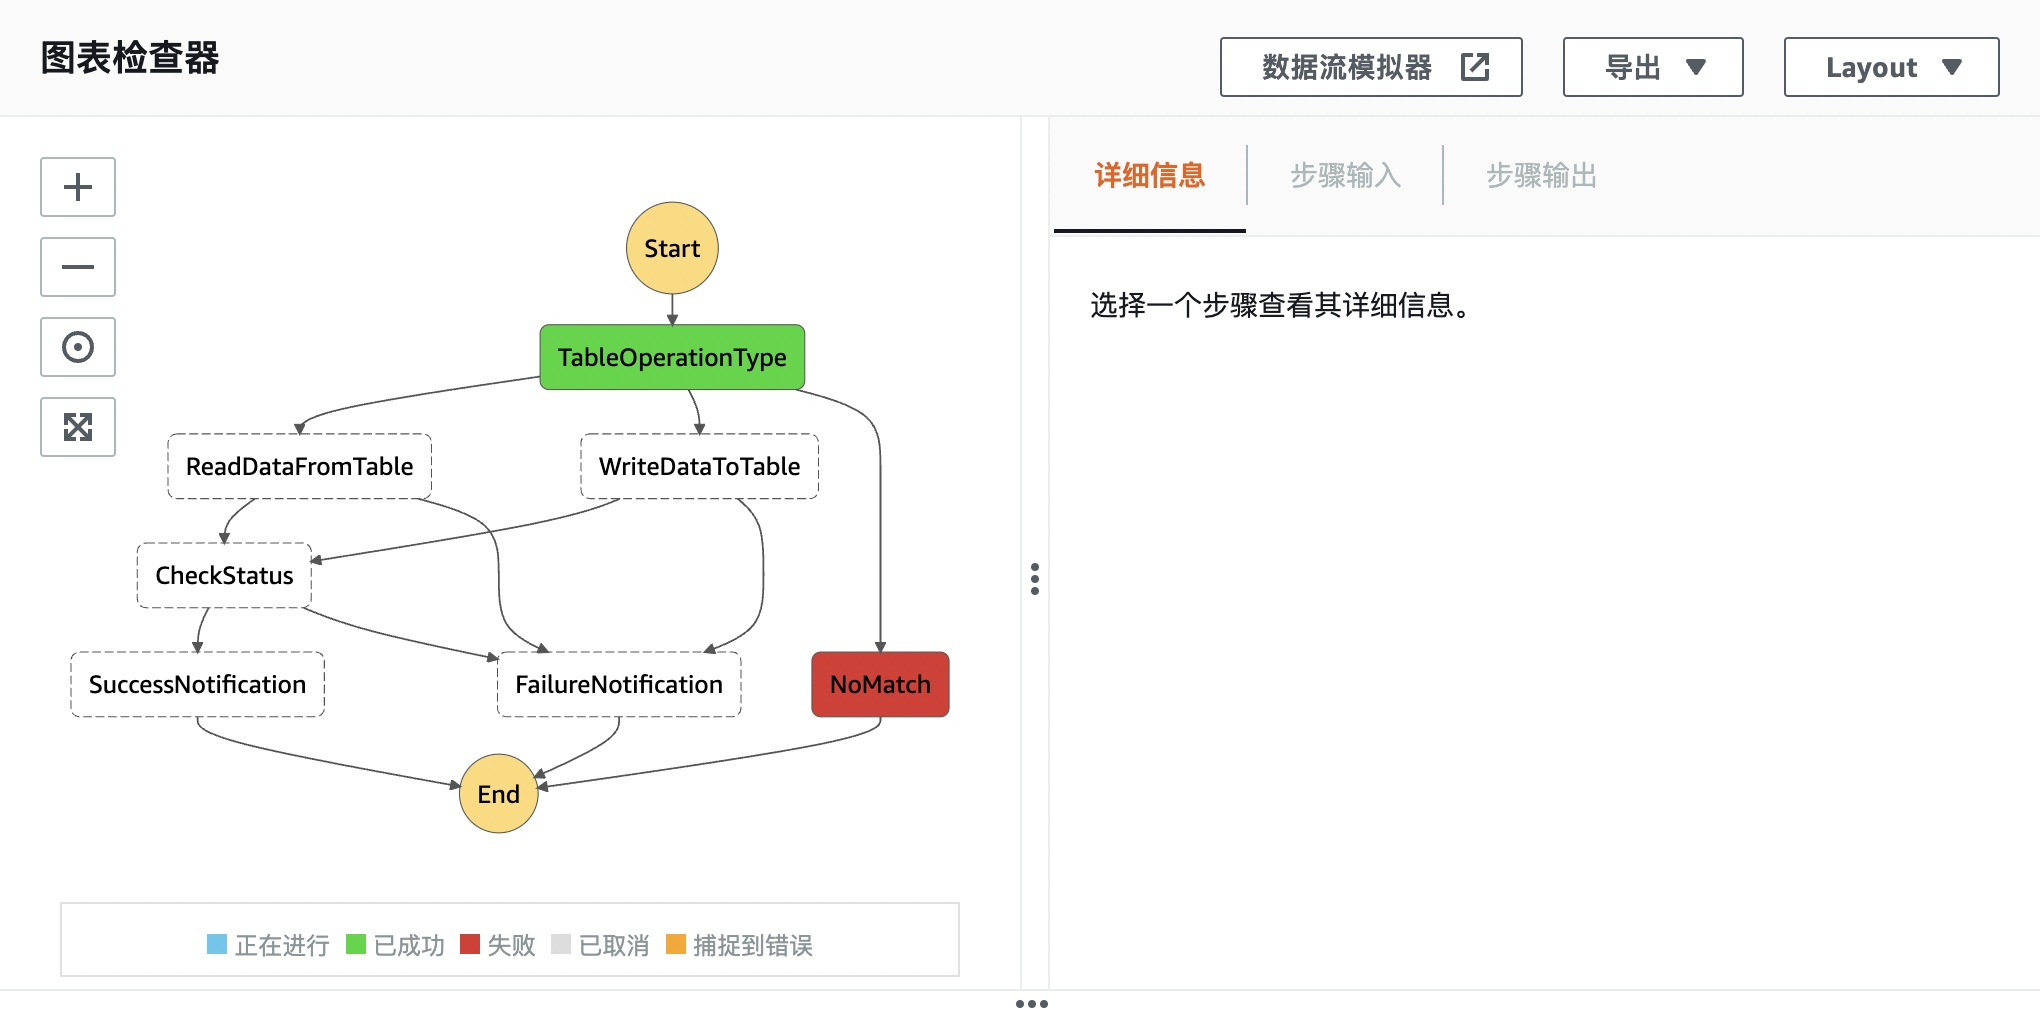 图表检查器
数据流模拟器
导出
Layout
详细信息
步骤输入
步骤输出
选择一个步骤查看其详细信息。
Start
TableOperationType
ReadDataFromTable
WriteDataToTable
CheckStatus
SuccessNotification
FailureNotification
NoMatch
End
正在进行
已成功
失败
已取消
捕捉到错误